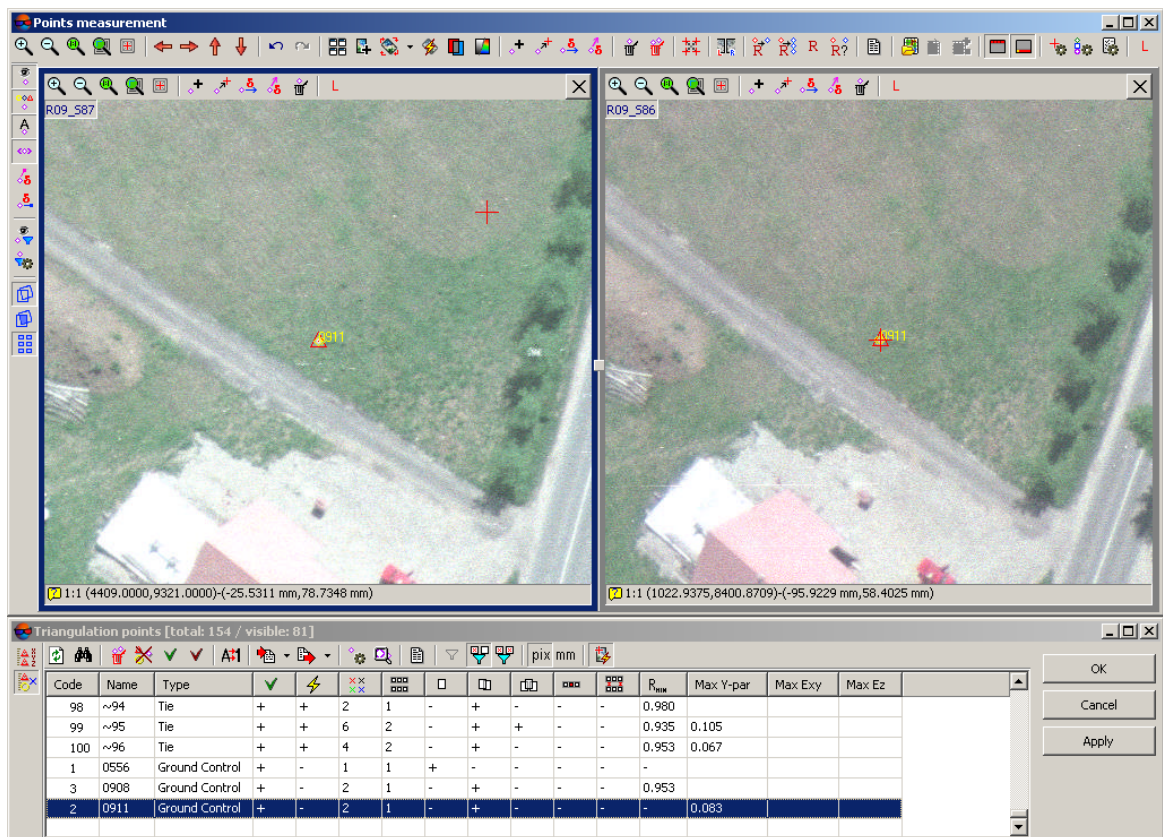 Points measurement
R R R R? L
L
L
R09_S87
R09_S86
A
0911
0911
1:1 (4409.0000,9321.0000)-(-25.5311 mm,78.7348 mm)
1:1 (1022.9375,8400.8709)-(-95.9229 mm,58.4025 mm)
Triangulation points [total: 154 / visible: 81]
pix mm
Code Name Type Rmin Max Y-par Max Exy Max Ez
98 ~94 Tie + + 2 1 - + - - - 0.980
99 ~95 Tie + + 6 2 - + + - - 0.935 0.105
100 ~96 Tie + + 4 2 - + - - - 0.953 0.067
1 0556 Ground Control + - 1 1 + - - - - -
3 0908 Ground Control + - 2 1 - + - - - 0.953
2 0911 Ground Control + - 2 1 - + - - - - 0.083
OK
Cancel
Apply